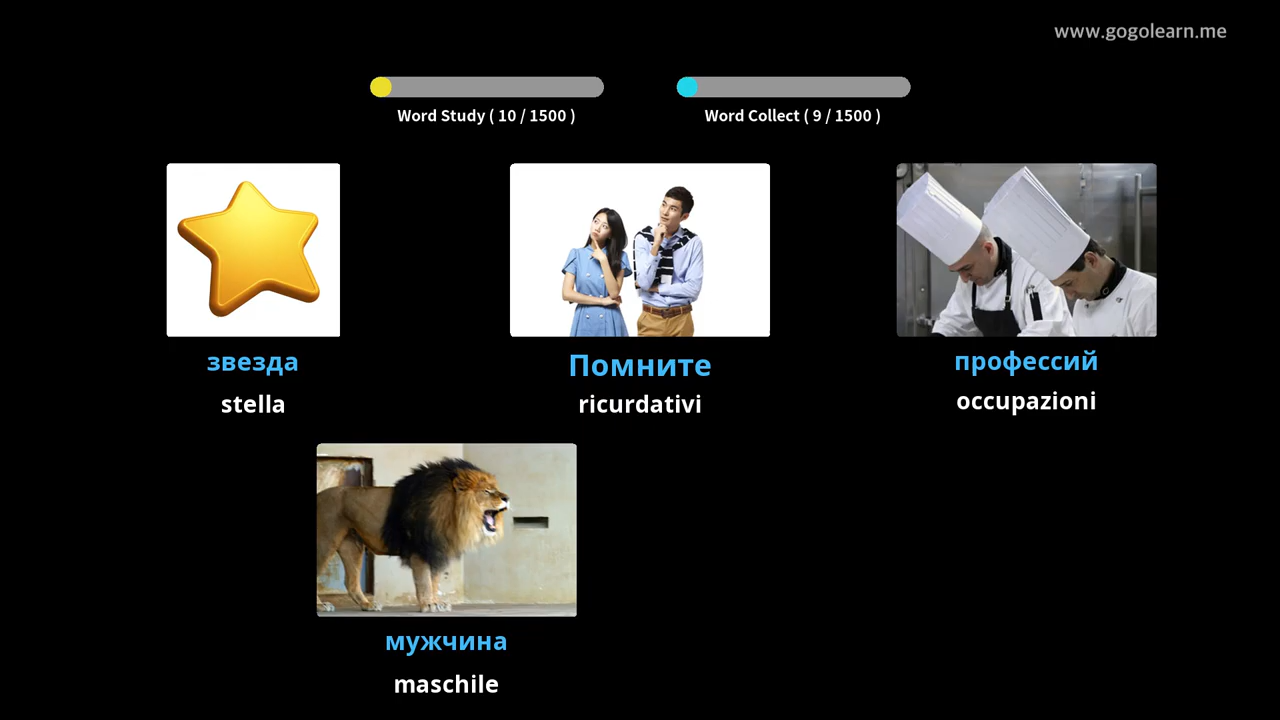 www.gogolearn.me
Word Study ( 10 / 1500 )
Word Collect ( 9 / 1500 )
звезда
Помните
профессий
stella
ricurdativi
occupazioni
мужчина
maschile